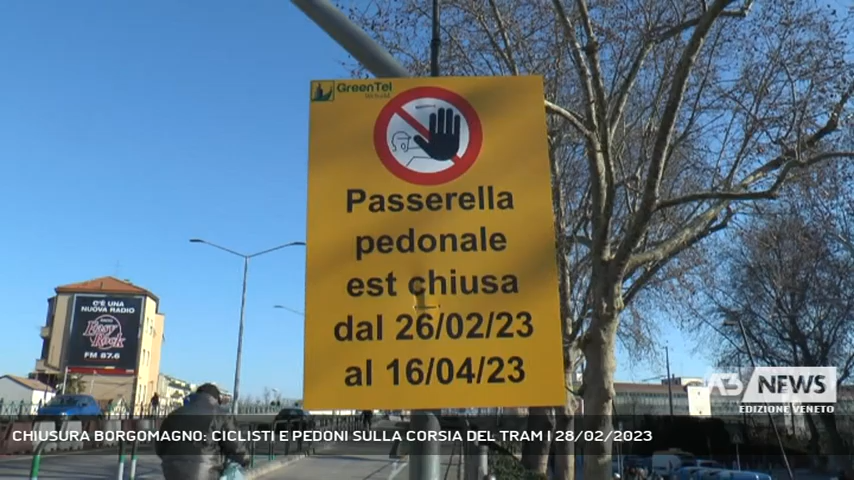 GreenTel
Passerella
pedonale
est chiusa
dal 26/02/23
al 16/04/23
C'È UNA
NUOVA RADIO
Easy
Rock
FM 87.6
A3 NEWS
EDIZIONE VENETO
CHIUSURA BORGOMAGNO: CICLISTI E PEDONI SULLA CORSIA DEL TRAM | 28/02/2023